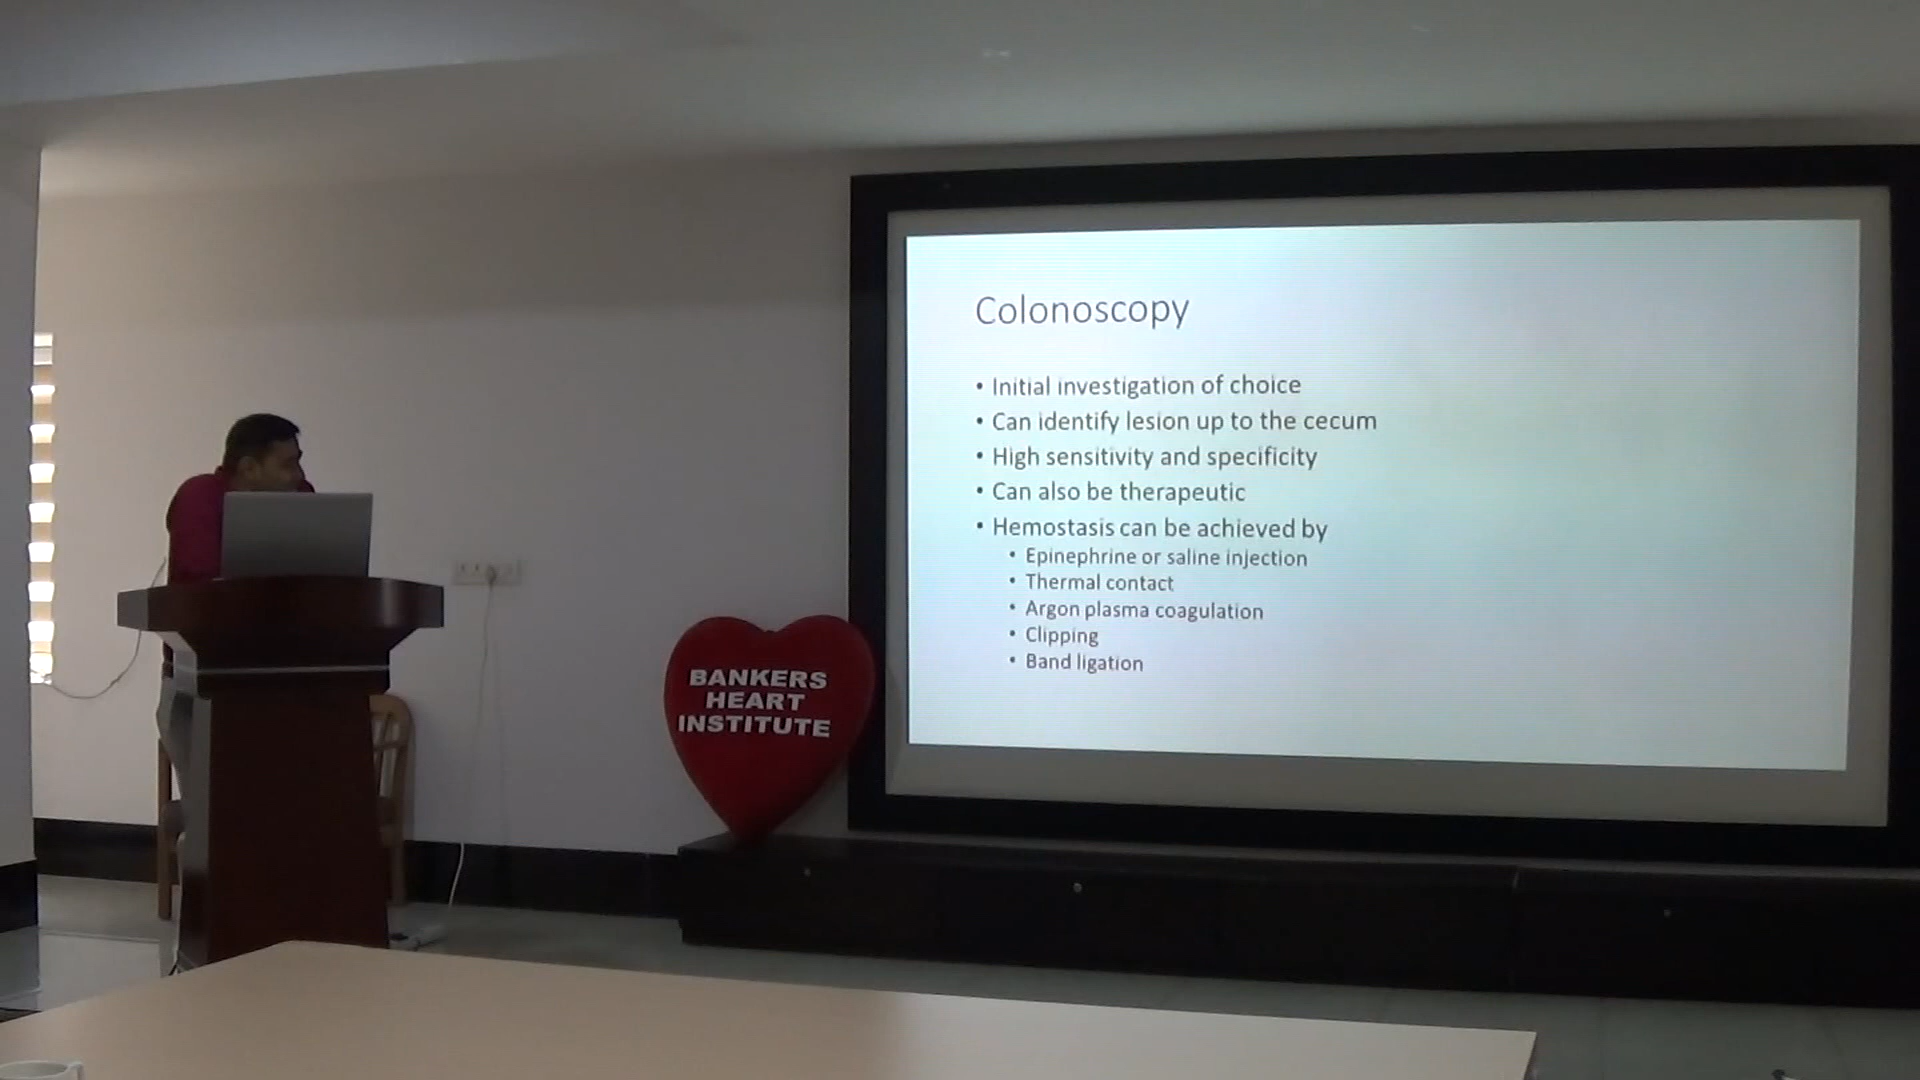 Colonoscopy
• Initial investigation of choice
• Can identify lesion up to the cecum
• High sensitivity and specificity
• Can also be therapeutic
• Hemostasis can be achieved by
• Epinephrine or saline injection
• Thermal contact
• Argon plasma coagulation
• Clipping
• Band ligation
BANKERS
HEART
INSTITUTE